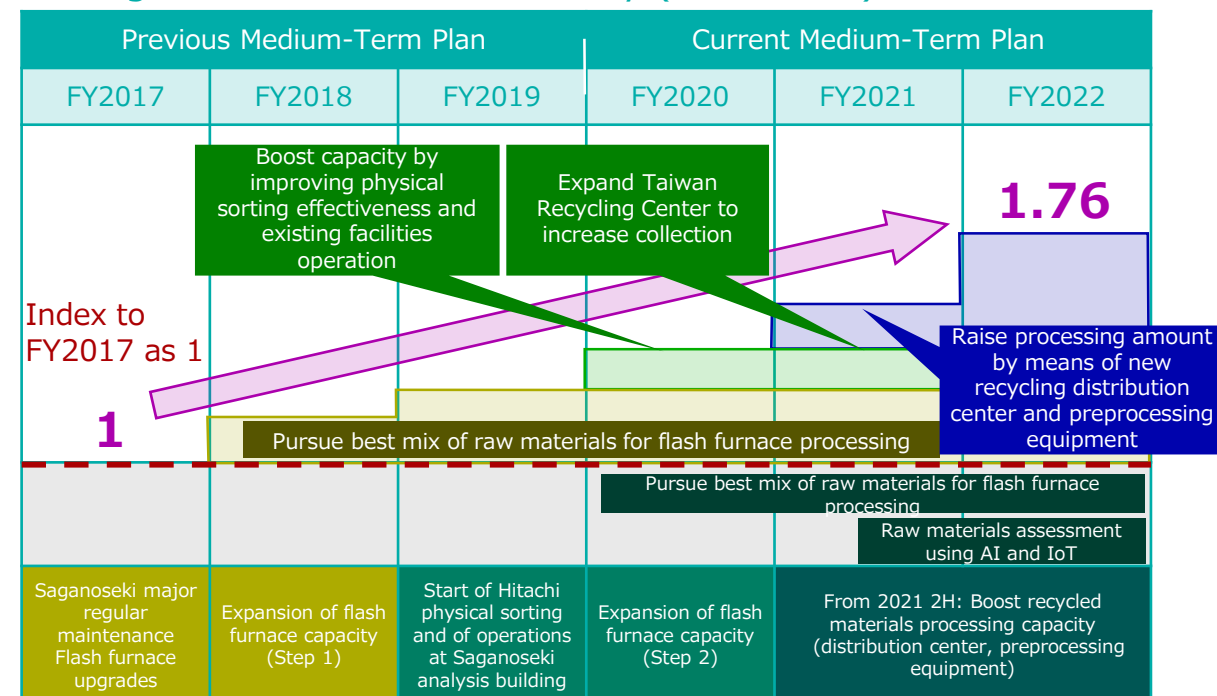 Previous Medium-Term Plan
Current Medium-Term Plan
FY2017
FY2018
FY2019
FY2020
FY2021
FY2022
Boost capacity by
improving physical
sorting effectiveness and
existing facilities
operation
Expand Taiwan
Recycling Center to
increase collection
1.76
Index to
FY2017 as 1
1
Raise processing amount
by means of new
recycling distribution
center and preprocessing
equipment
Pursue best mix of raw materials for flash furnace processing
Pursue best mix of raw materials for flash furnace
processing
Raw materials assessment
using AI and IoT
Saganoseki major
regular
maintenance
Flash furnace
upgrades
Expansion of flash
furnace capacity
(Step 1)
Start of Hitachi
physical sorting
and of operations
at Saganoseki
analysis building
Expansion of flash
furnace capacity
(Step 2)
From 2021 2H: Boost recycled
materials processing capacity
(distribution center, preprocessing
equipment)